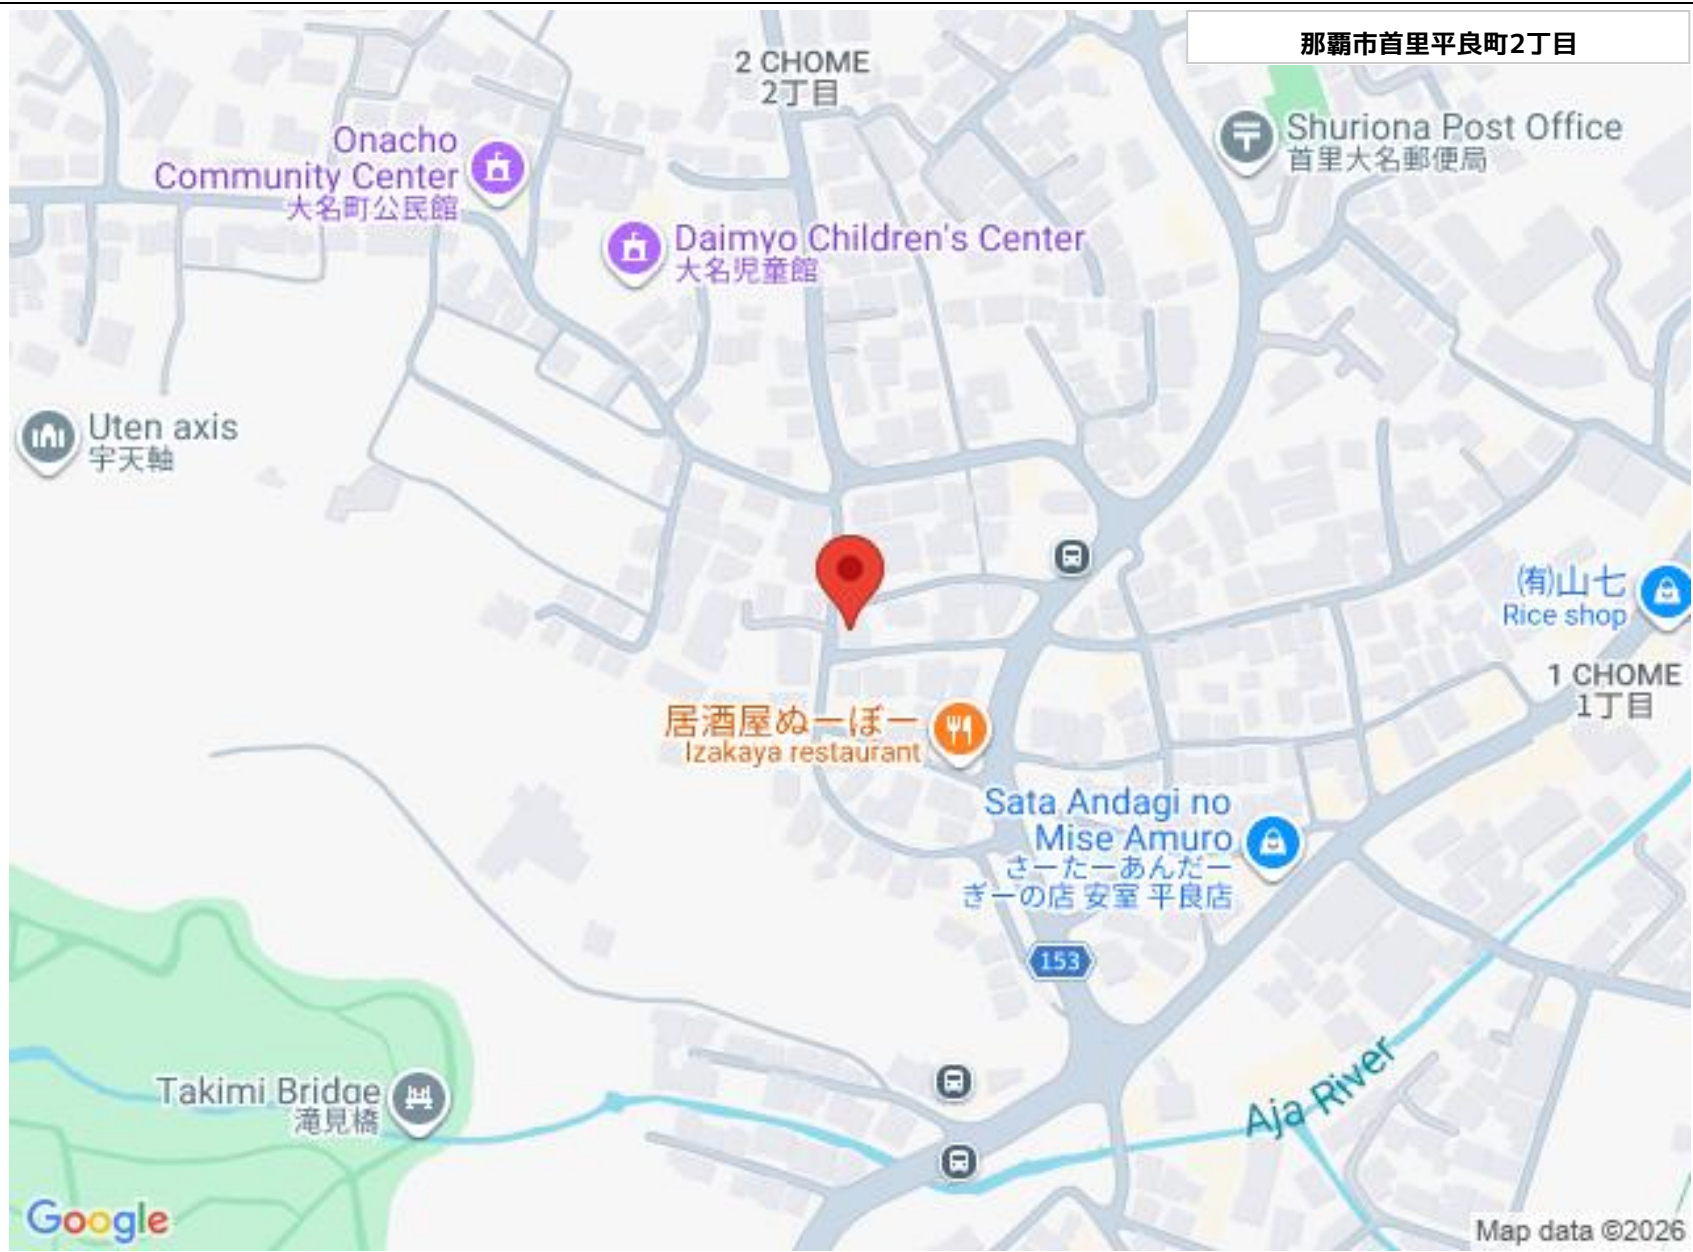 那覇市首里平良町2丁目
2 CHOME
2丁目
Shuriona Post Office
首里大名郵便局
Onacho
Community Center
大名町公民館
Daimyo Children's Center
大名児童館
Uten axis
宇天軸
㈲山七
Rice shop
1 CHOME
1丁目
居酒屋ぬーぼー
Izakaya restaurant
Sata Andagi no
Mise Amuro
さーたーあんだー
ぎーの店 安室 平良店
153
Takimi Bridge
滝見橋
Aja River
Google
Map data ©2026